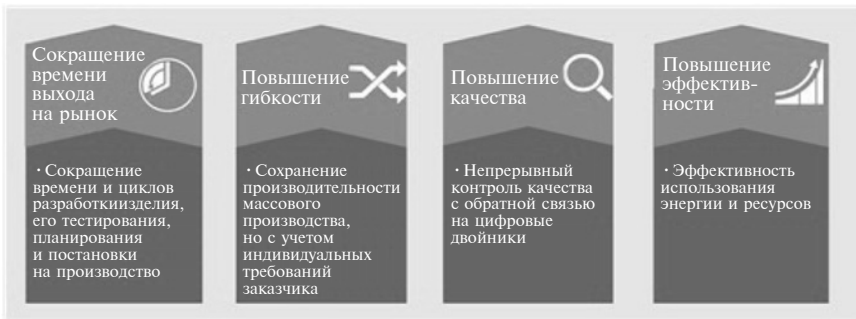 Сокращение
времени
выхода
на рынок
· Сокращение
времени и циклов
разработкиизделия,
его тестирования,
планирования
и постановки
на производство
Повышение
гибкости
· Сохранение
производительности
массового
производства,
но с учетом
индивидуальных
требований
заказчика
Повышение
качества
· Непрерывный
контроль качества
с обратной связью
на цифровые
двойники
Повышение
эффектив-
ности
· Эффективность
использования
энергии и ресурсов